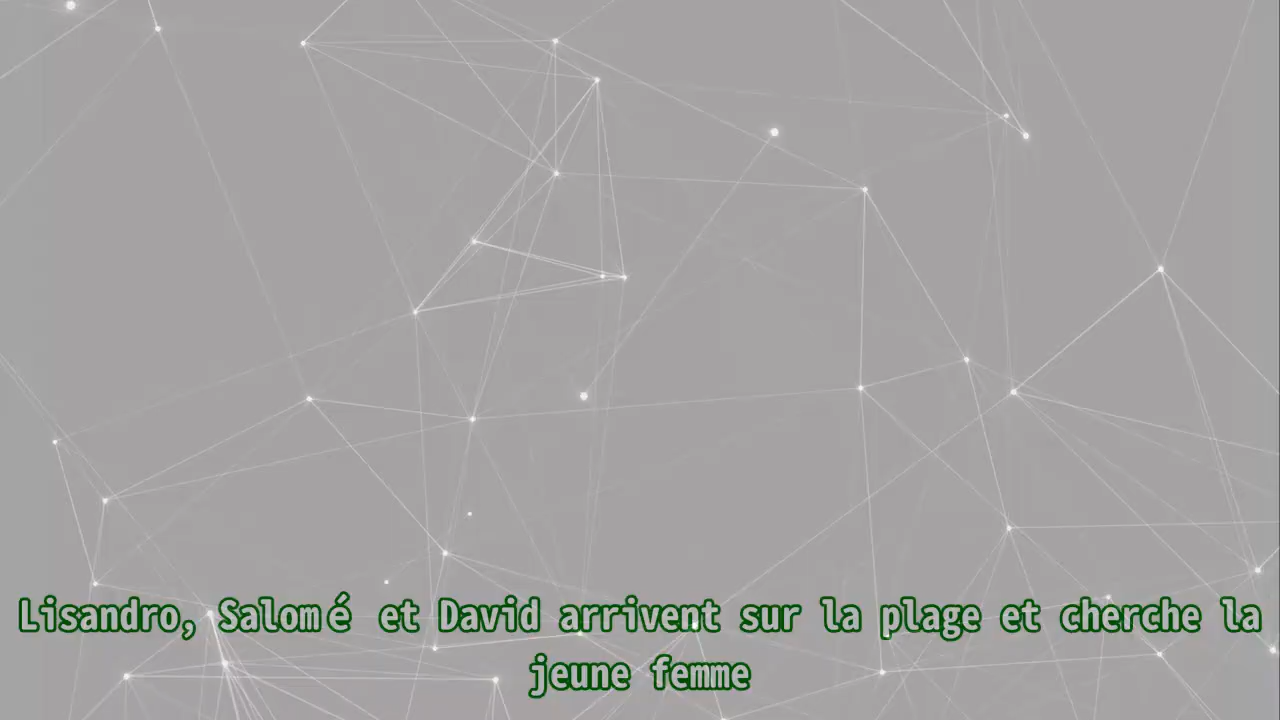 Lisandro, Salomé et David arrivent sur la plage et cherche la
jeune femme